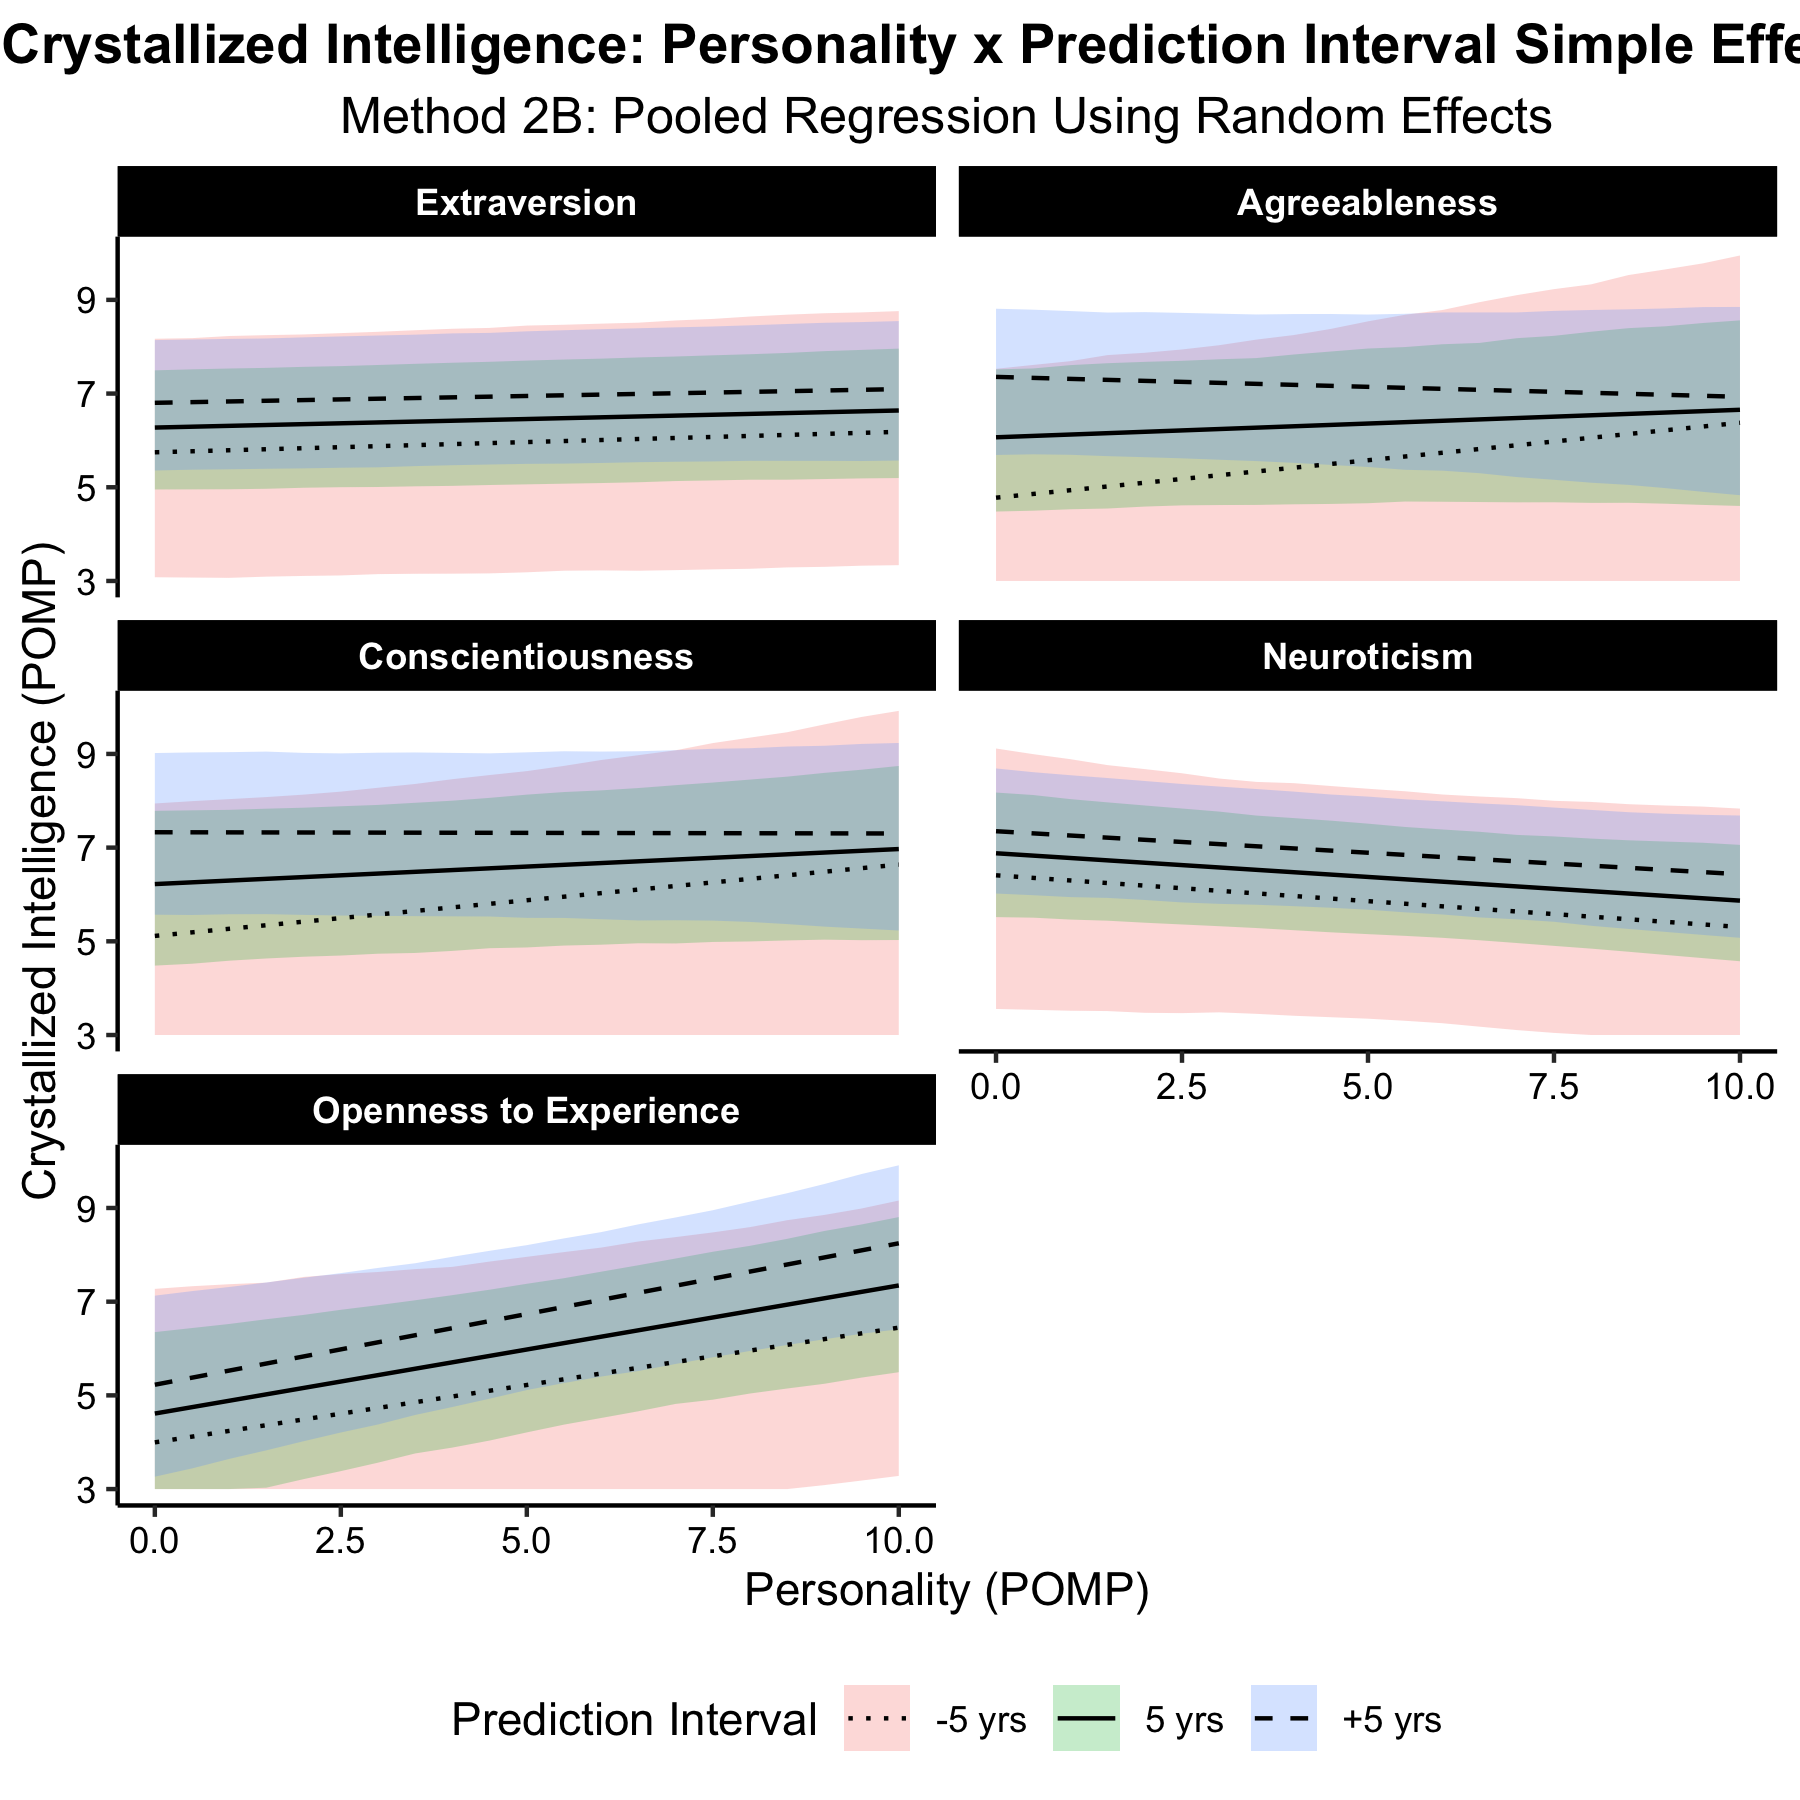 Crystallized Intelligence: Personality x Prediction Interval Simple Effe
Method 2B: Pooled Regression Using Random Effects
Extraversion
Agreeableness
9
7
5
3
Conscientiousness
Neuroticism
9
7
5
3
0.0 2.5 5.0 7.5 10.0
Openness to Experience
9
7
5
3
0.0 2.5 5.0 7.5 10.0
Crystallized Intelligence (POMP)
Personality (POMP)
Prediction Interval -5 yrs 5 yrs +5 yrs